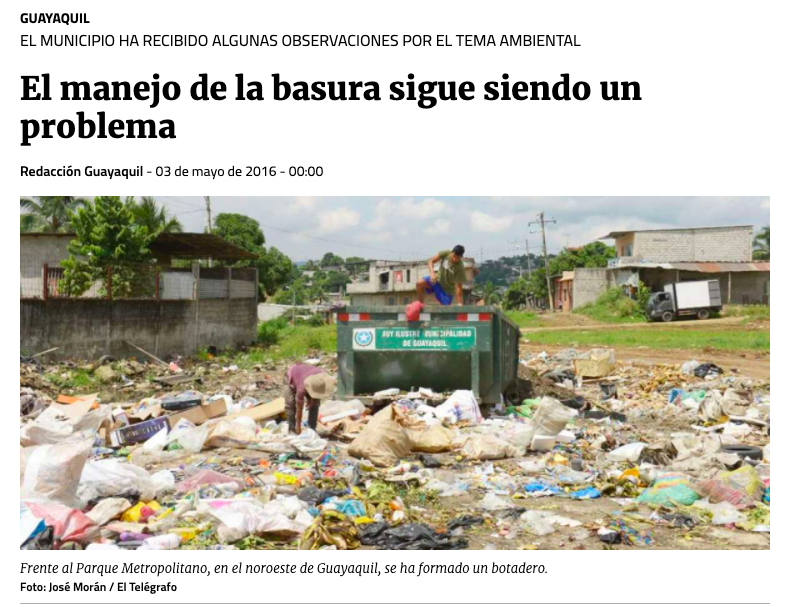 GUAYAQUIL
EL MUNICIPIO HA RECIBIDO ALGUNAS OBSERVACIONES POR EL TEMA AMBIENTAL
El manejo de la basura sigue siendo un
problema
Redacción Guayaquil - 03 de mayo de 2016 - 00:00
MUY ILUSTRE MUNICIPALIDAD
DE GUAYAQUIL
Frente al Parque Metropolitano, en el noroeste de Guayaquil, se ha formado un botadero.
Foto: José Morán / El Telégrafo